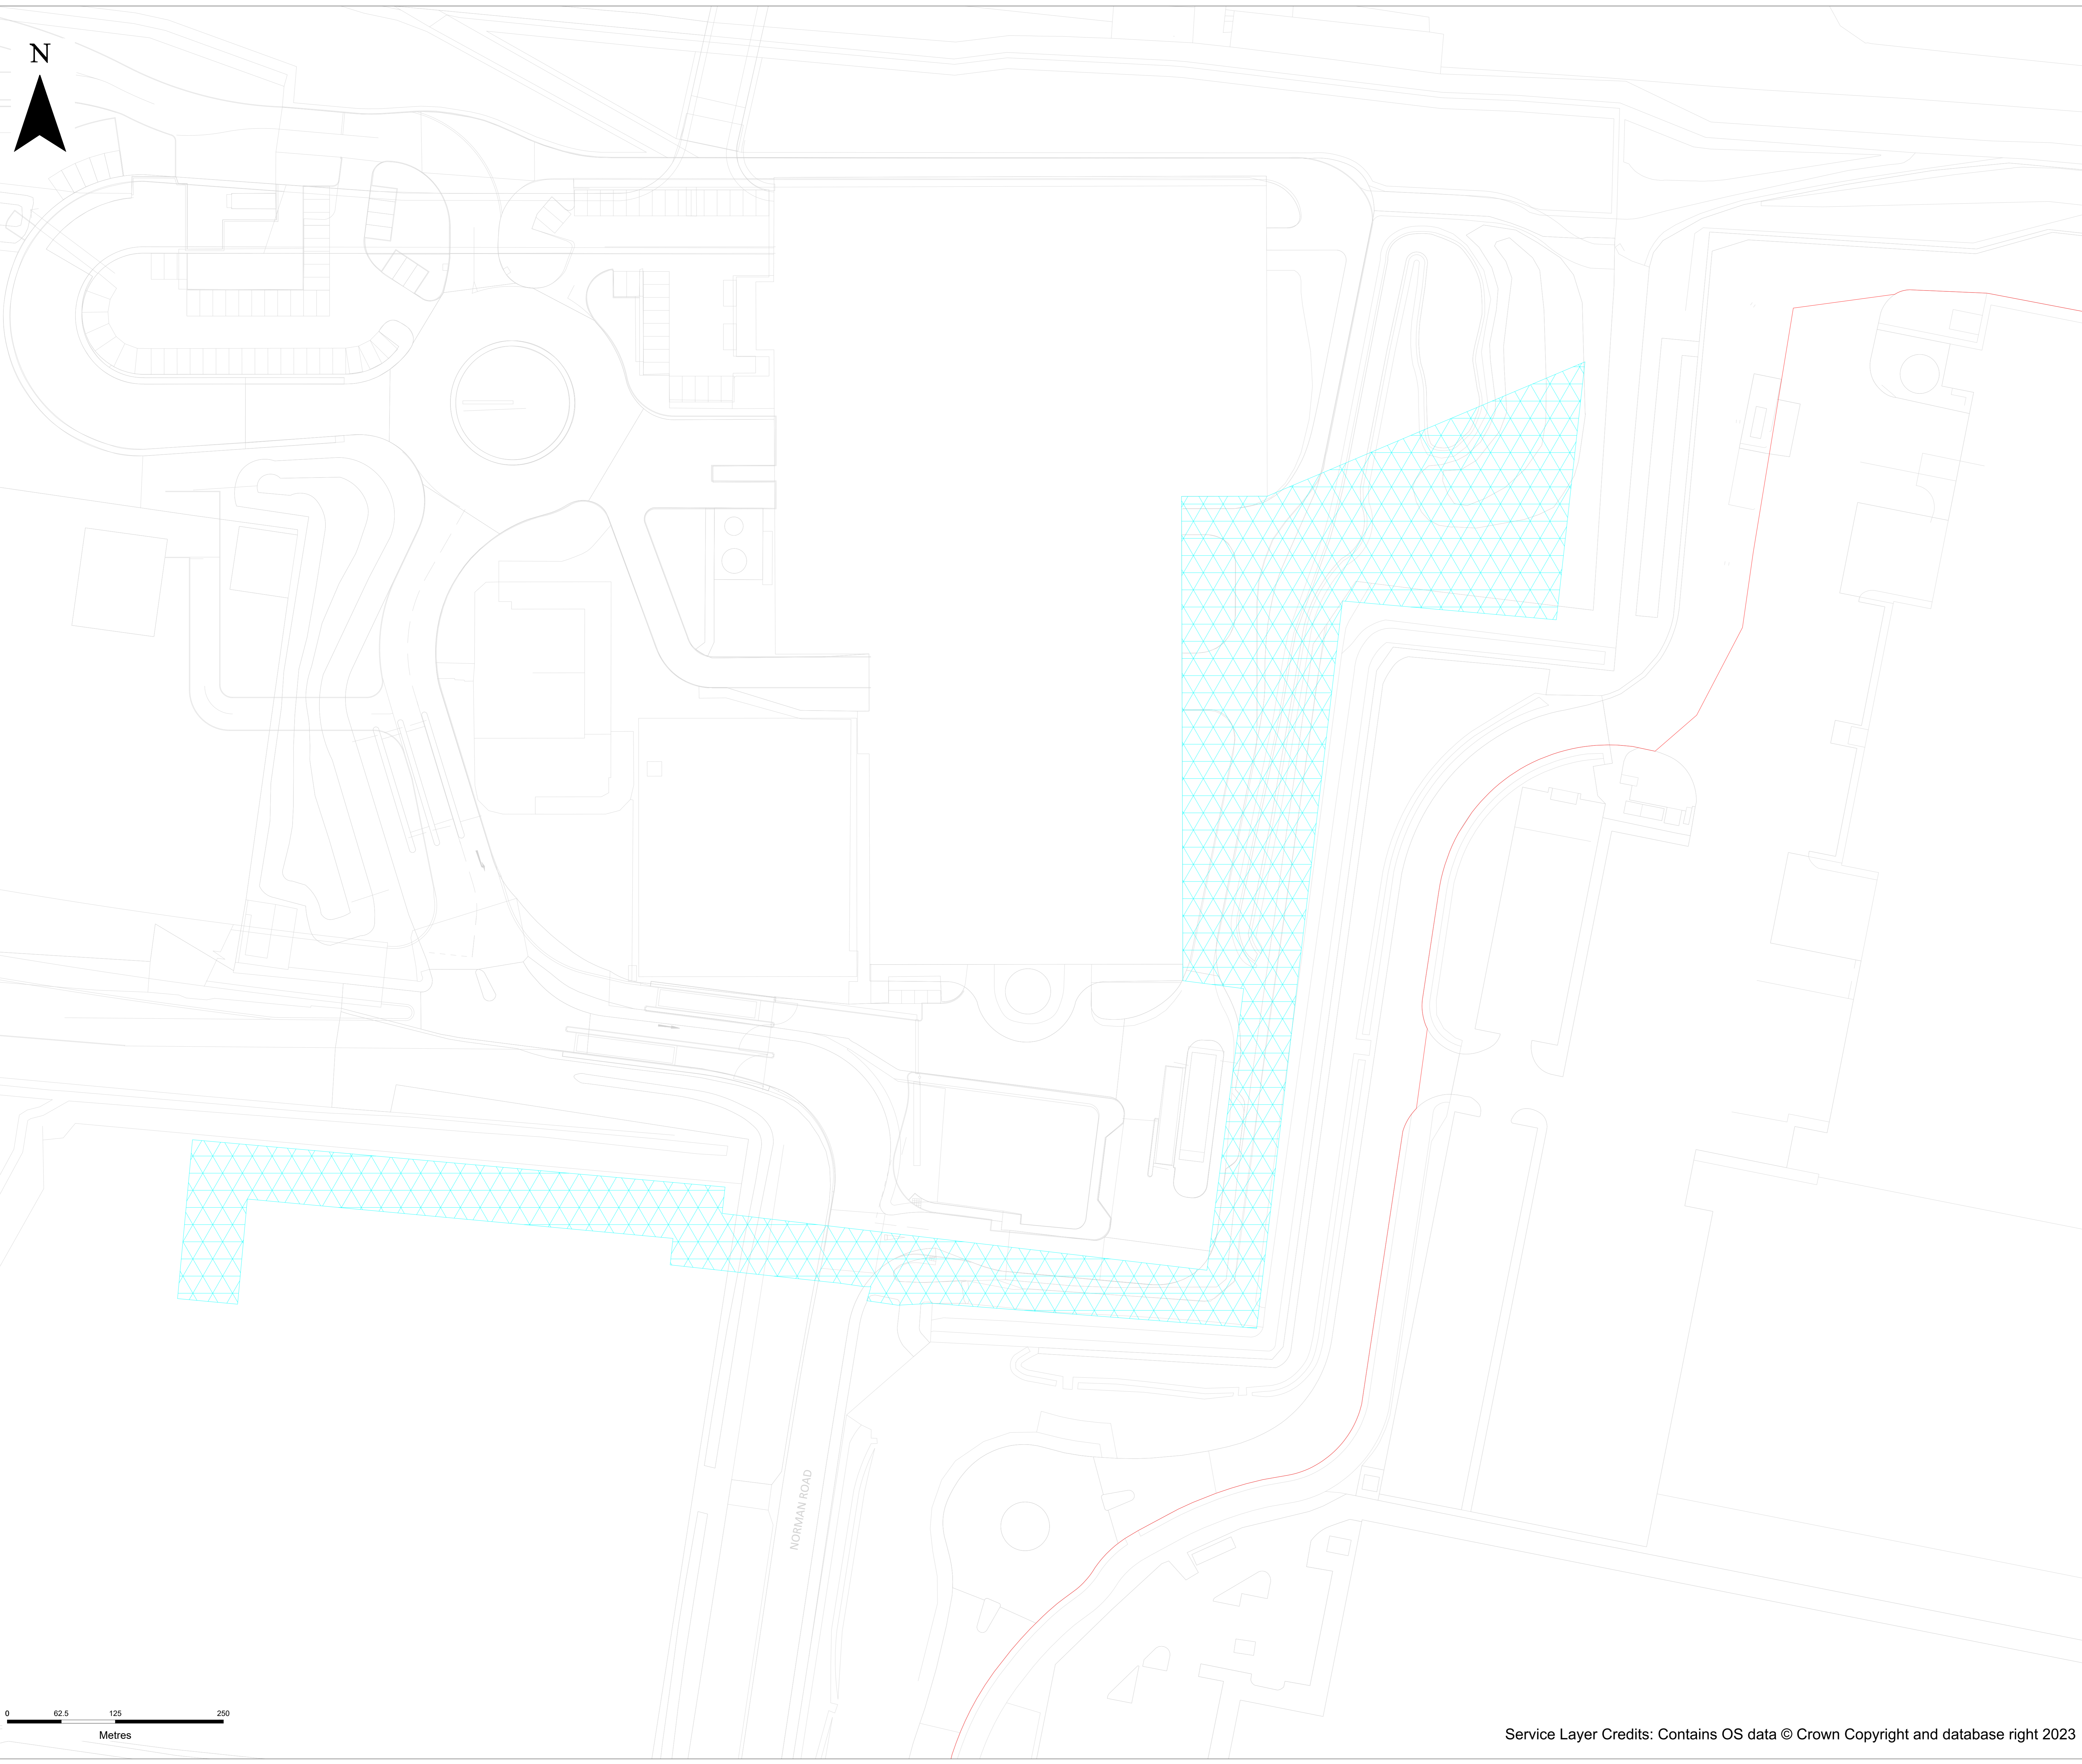 N
NORMAN ROAD
0 62.5 125 250
Metres
Service Layer Credits: Contains OS data © Crown Copyright and database right 2023